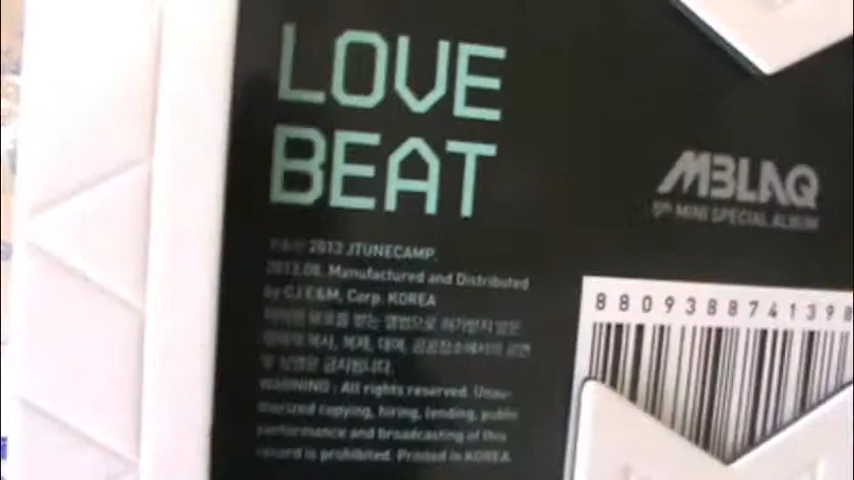 LOVE
BEAT
MBLAQ
5th MINI SPECIAL ALBUM
2013 JTUNECAMP.
2013.08. Manufactured and Distributed
by CJ E&M, Corp. KOREA
WARNING : All rights reserved. Unau-
thorized copying, hiring, lending, public
performance and broadcasting of this
record is prohibited. Printed in KOREA
8809388741398